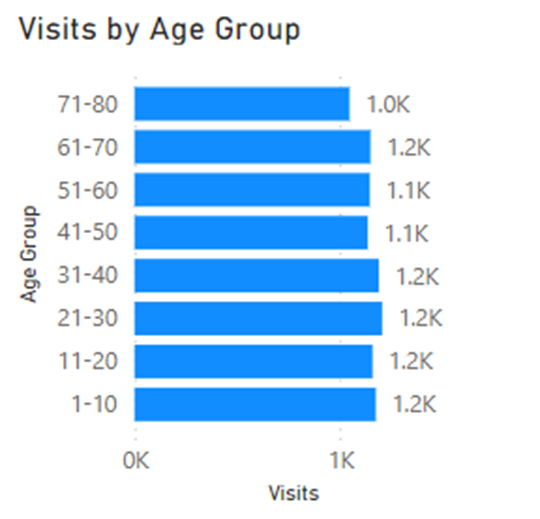 Visits by Age Group
Age Group
71-80 1.0K
61-70 1.2K
51-60 1.1K
41-50 1.1K
31-40 1.2K
21-30 1.2K
11-20 1.2K
1-10 1.2K
0K 1K
Visits